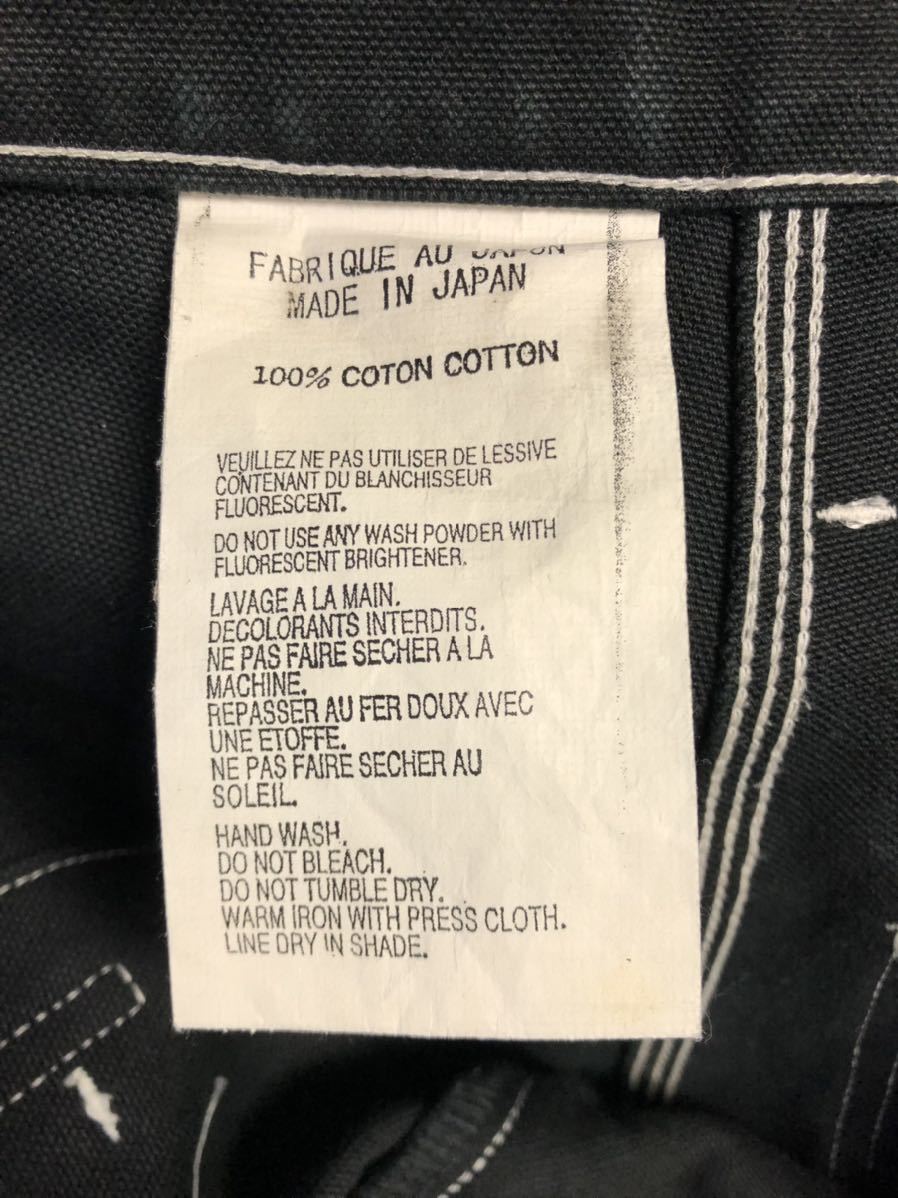 FABRIQUE AU JAPON
MADE IN JAPAN
100% COTON COTTON
VEUILLEZ NE PAS UTILISER DE LESSIVE
CONTENANT DU BLANCHISSEUR
FLUORESCENT.
DO NOT USE ANY WASH POWDER WITH
FLUORESCENT BRIGHTENER.
LAVAGE A LA MAIN.
DECOLORANTS INTERDITS.
NE PAS FAIRE SECHER A LA
MACHINE.
REPASSER AU FER DOUX AVEC
UNE ETOFFE.
NE PAS FAIRE SECHER AU
SOLEIL.
HAND WASH.
DO NOT BLEACH.
DO NOT TUMBLE DRY.
WARM IRON WITH PRESS CLOTH.
LINE DRY IN SHADE.